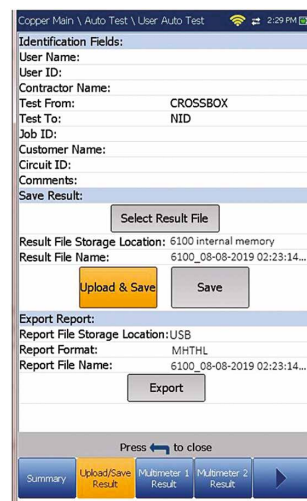 Copper Main \ Auto Test \ User Auto Test 2:29 PM
Identification Fields:
User Name:
User ID:
Contractor Name:
Test From: CROSSBOX
Test To: NID
Job ID:
Customer Name:
Circuit ID:
Comments:
Save Result:
Select Result File
Result File Storage Location: 6100 internal memory
Result File Name: 6100_08-08-2019 02:23:14...
Upload & Save Save
Export Report:
Report File Storage Location: USB
Report Format: MHTHL
Report File Name: 6100_08-08-2019 02:23:14...
Export
Press to close
Summary Upload/Save Result Multimeter 1 Result Multimeter 2 Result